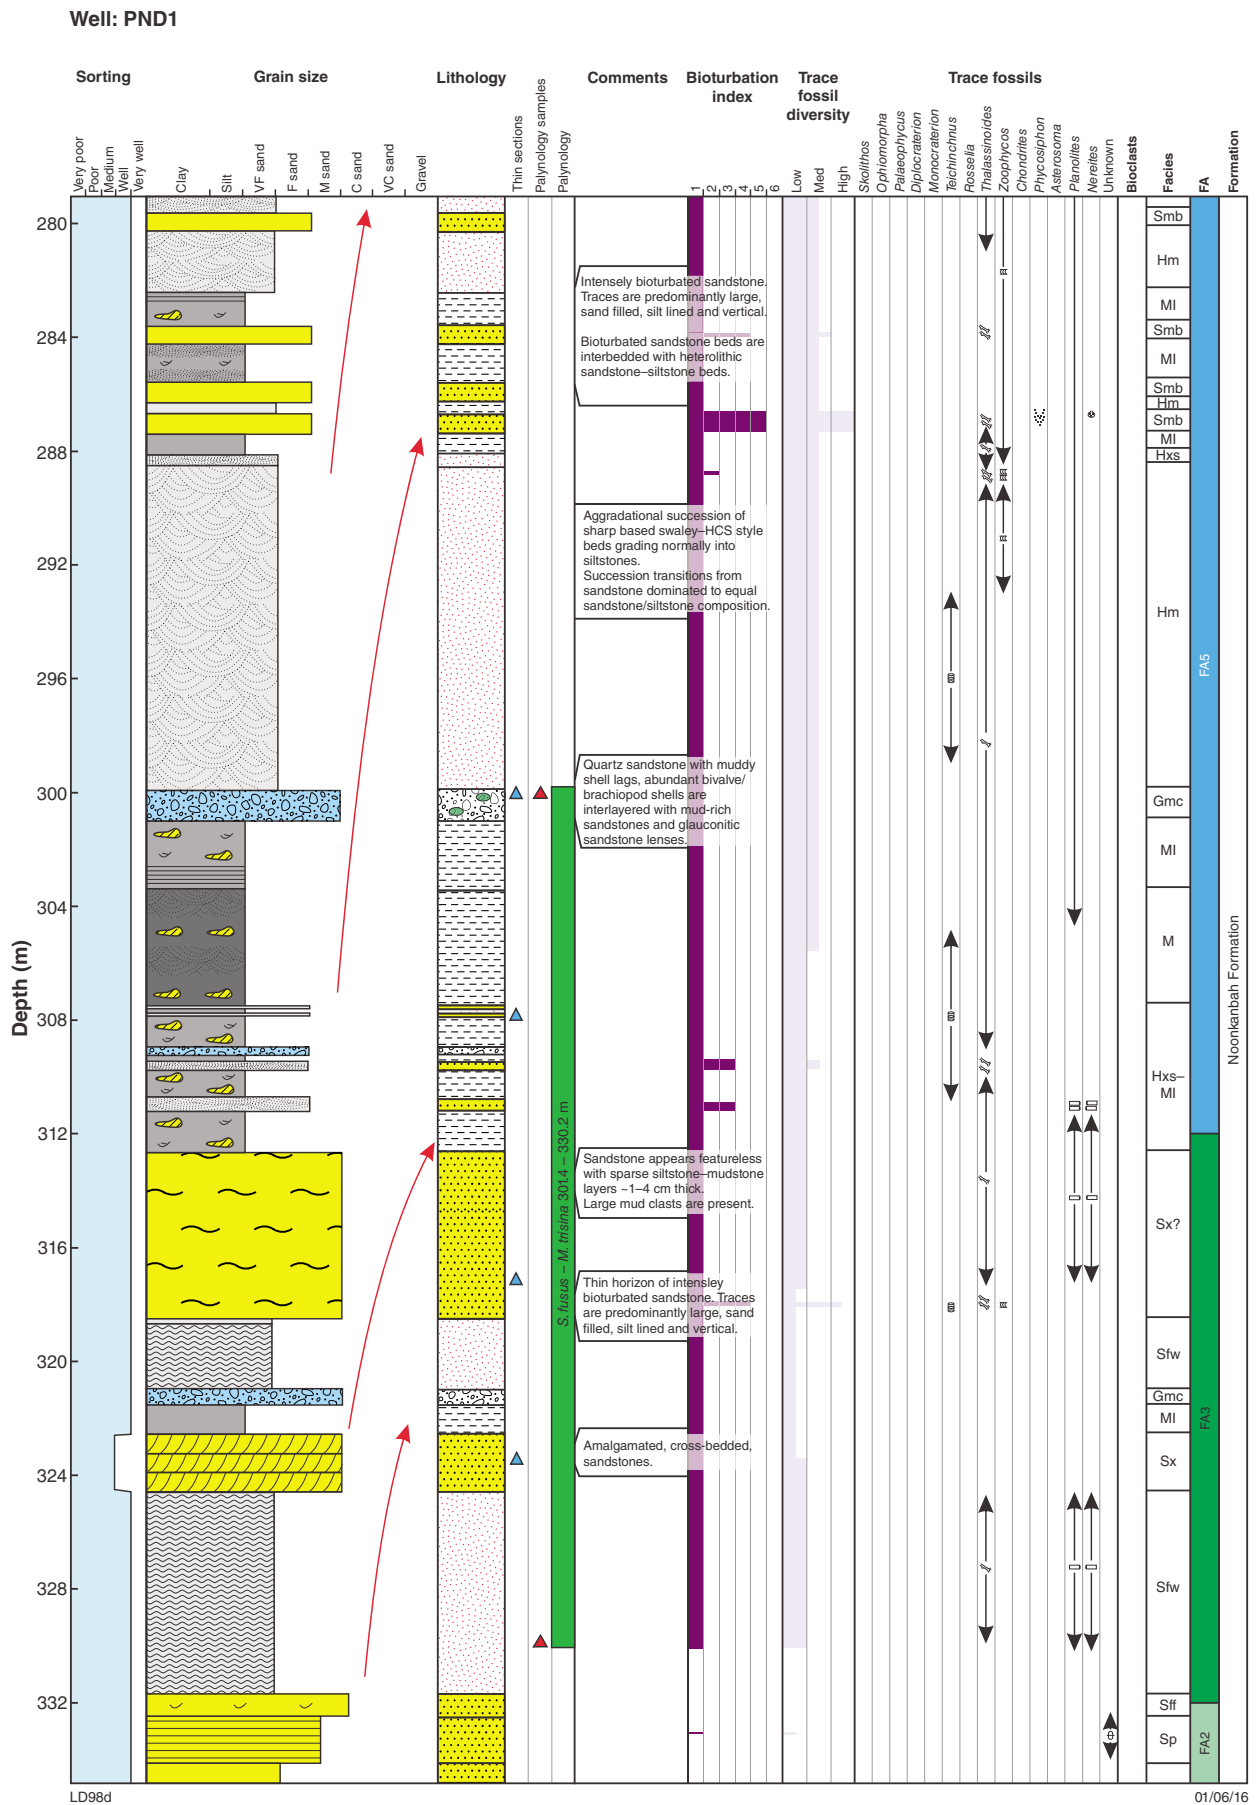 Well: PND1
Sorting
Grain size
Lithology
Comments
Bioturbation
index
Trace
fossil
diversity
Trace fossils
Very poor
Poor
Medium
Well
Very well
Clay
Silt
VF sand
F sand
M sand
C sand
VC sand
Gravel
Thin sections
Palynology samples
Palynology
1
2
3
4
5
6
Low
Med
High
Skolithos
Ophiomorpha
Palaeophycus
Diplocraterion
Monocraterion
Teichinchnus
Rosselia
Thalassinoides
Zoophycos
Chondrites
Phycosiphon
Asterosoma
Planolites
Nereites
Unknown
Bioclasts
Facies
FA
Formation
Depth (m)
280
284
288
292
296
300
304
308
312
316
320
324
328
332
Intensely bioturbated sandstone.
Traces are predominantly large,
sand filled, silt lined and vertical.
Bioturbated sandstone beds are
interbedded with heterolithic
sandstone–siltstone beds.
Aggradational succession of
sharp based swaley–HCS style
beds grading normally into
siltstones.
Succession transitions from
sandstone dominated to equal
sandstone/siltstone composition.
Quartz sandstone with muddy
shell lags, abundant bivalve/
brachiopod shells are
interlayered with mud-rich
sandstones and glauconitic
sandstone lenses.
Sandstone appears featureless
with sparse siltstone–mudstone
layers ~1–4 cm thick.
Large mud clasts are present.
Thin horizon of intensley
bioturbated sandstone. Traces
are predominantly large, sand
filled, silt lined and vertical.
Amalgamated, cross-bedded,
sandstones.
S. fusus – M. trisina 301.4 – 330.2 m
Smb
Hm
MI
Smb
MI
Smb
Hm
Smb
MI
Hxs
Hm
Gmc
MI
M
Hxs–
MI
Sx?
Sfw
Gmc
MI
Sx
Sfw
Sff
Sp
FA5
FA3
FA2
Noonkanbah Formation
LD98d
01/06/16